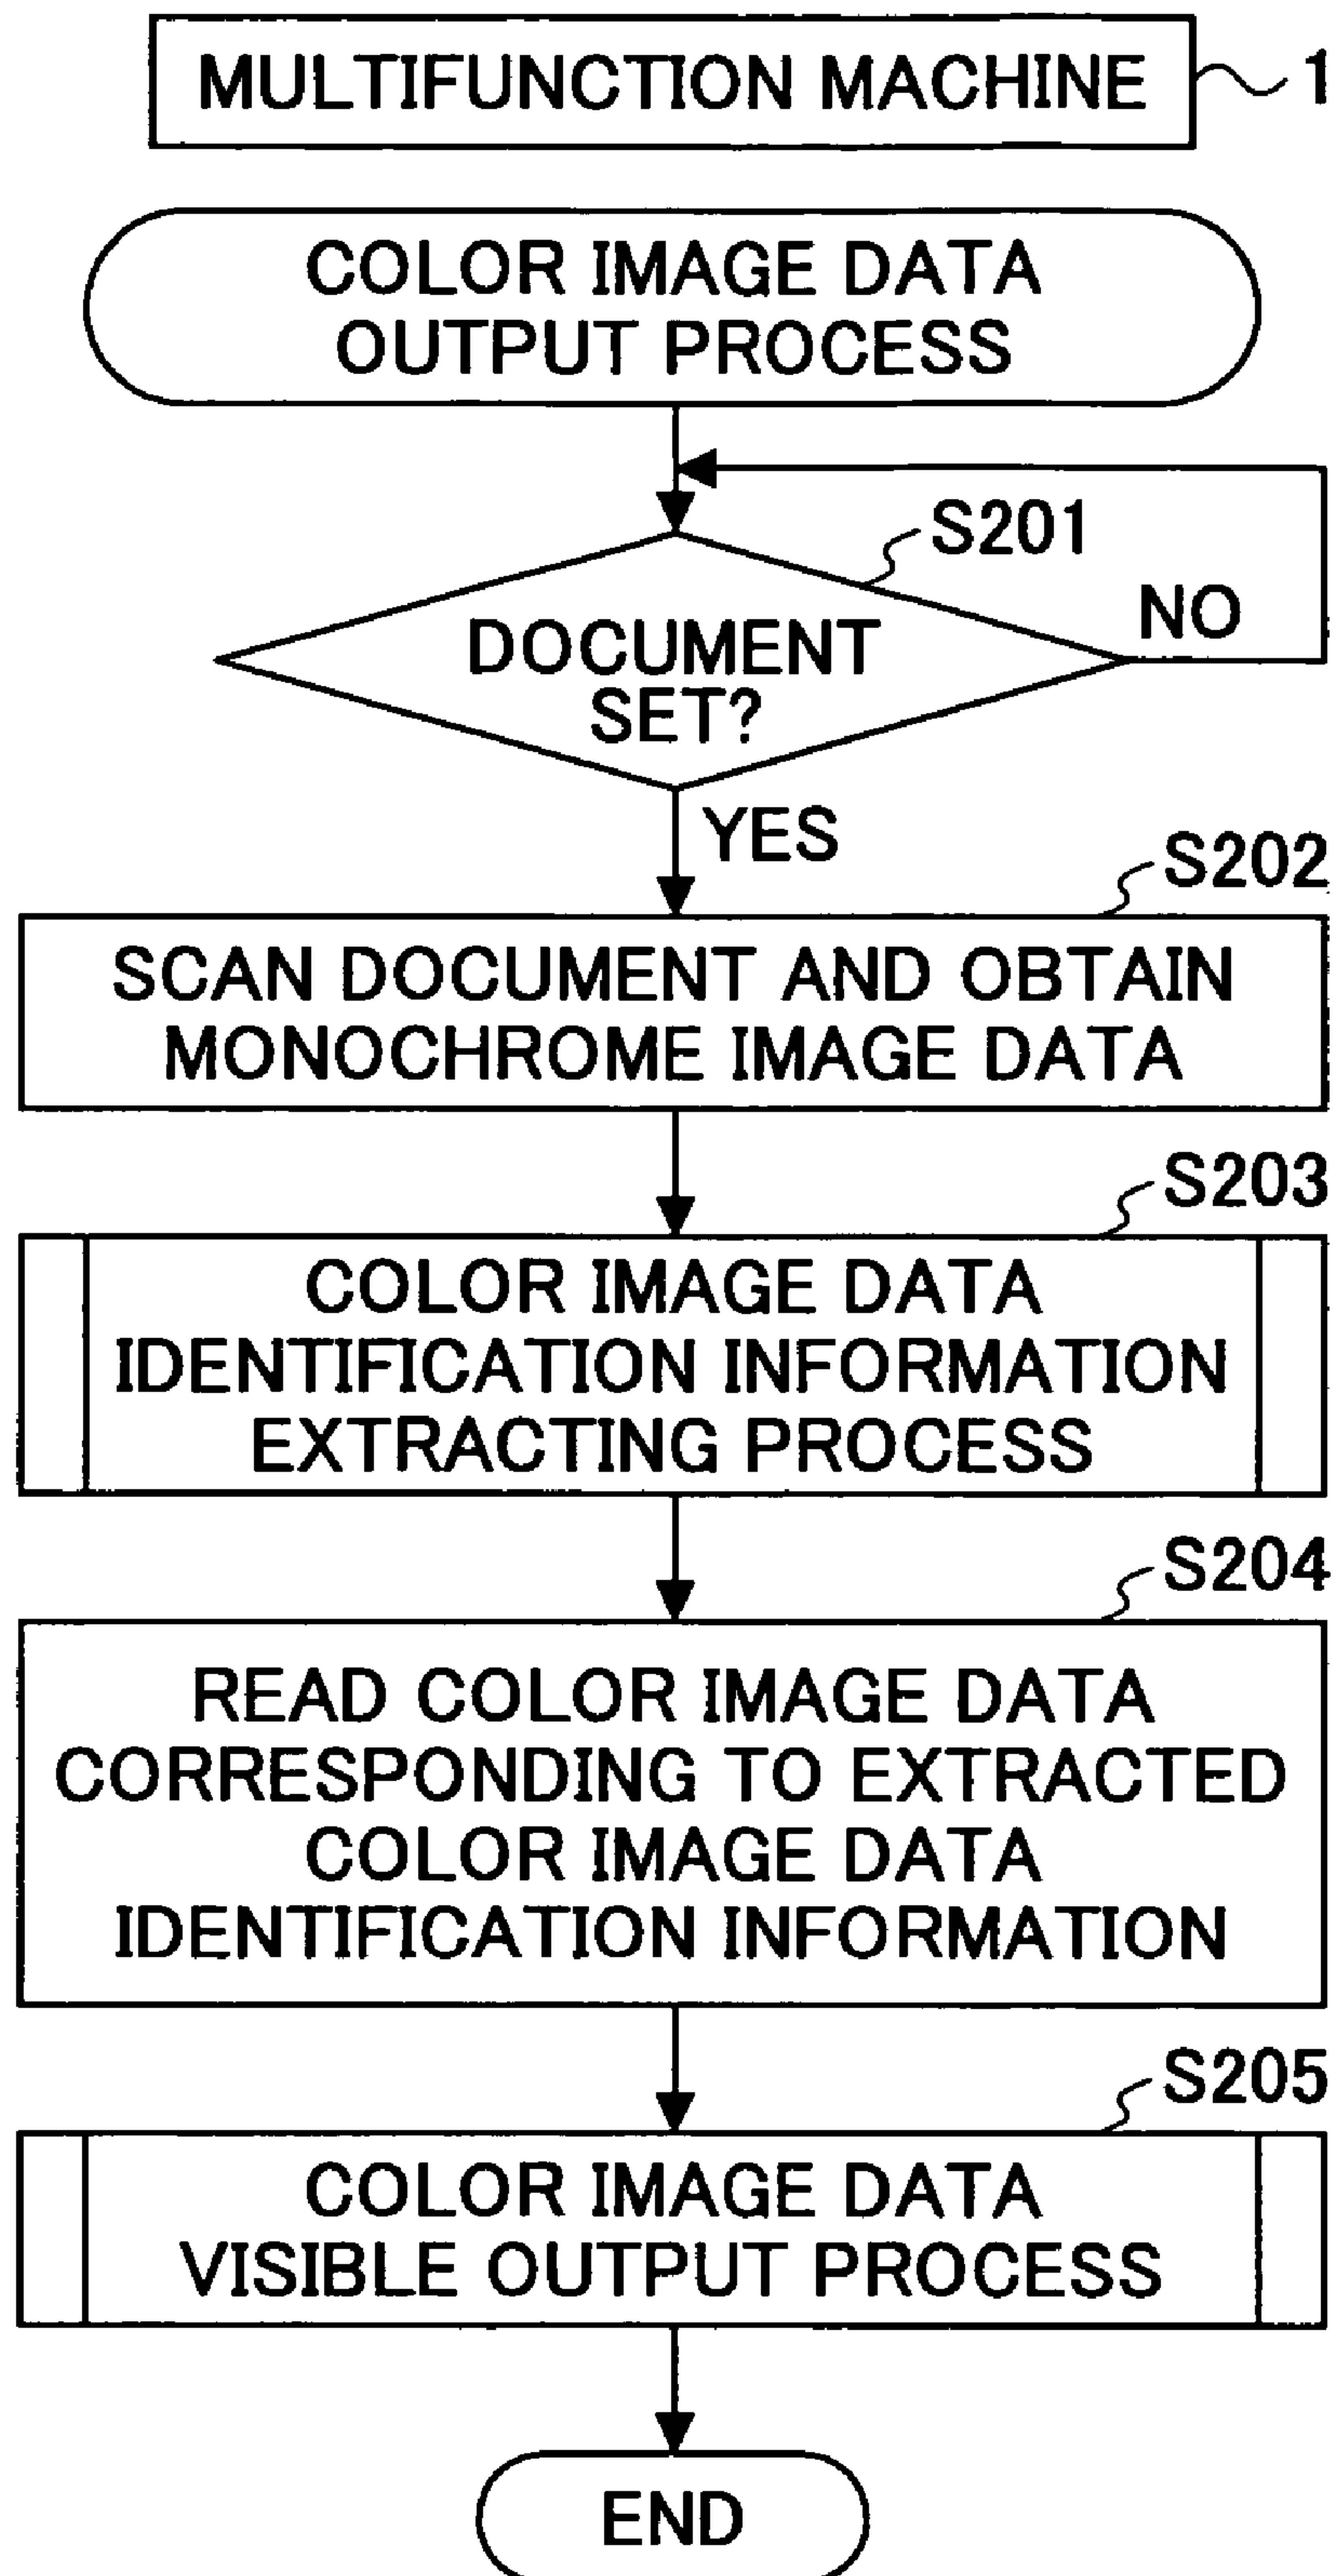 MULTIFUNCTION MACHINE
1
COLOR IMAGE DATA
OUTPUT PROCESS
S201
DOCUMENT
SET?
NO
YES
S202
SCAN DOCUMENT AND OBTAIN
MONOCHROME IMAGE DATA
S203
COLOR IMAGE DATA
IDENTIFICATION INFORMATION
EXTRACTING PROCESS
S204
READ COLOR IMAGE DATA
CORRESPONDING TO EXTRACTED
COLOR IMAGE DATA
IDENTIFICATION INFORMATION
S205
COLOR IMAGE DATA
VISIBLE OUTPUT PROCESS
END